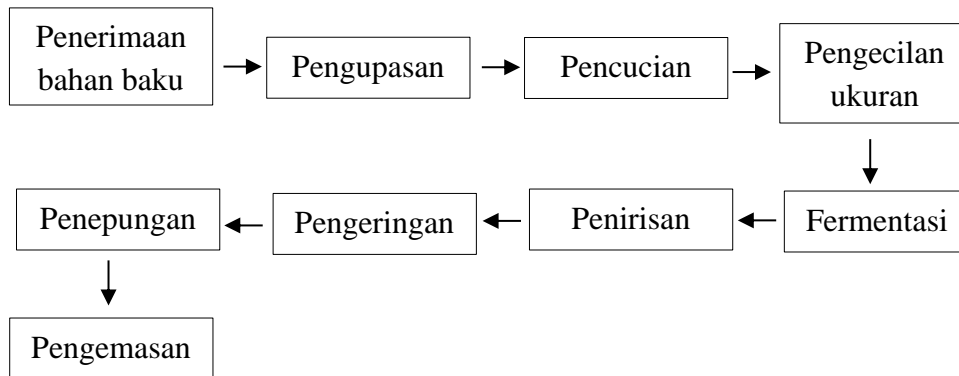 Penerimaan
bahan baku
Pengupasan
Pencucian
Pengecilan
ukuran
Fermentasi
Penirisan
Pengeringan
Penepungan
Pengemasan